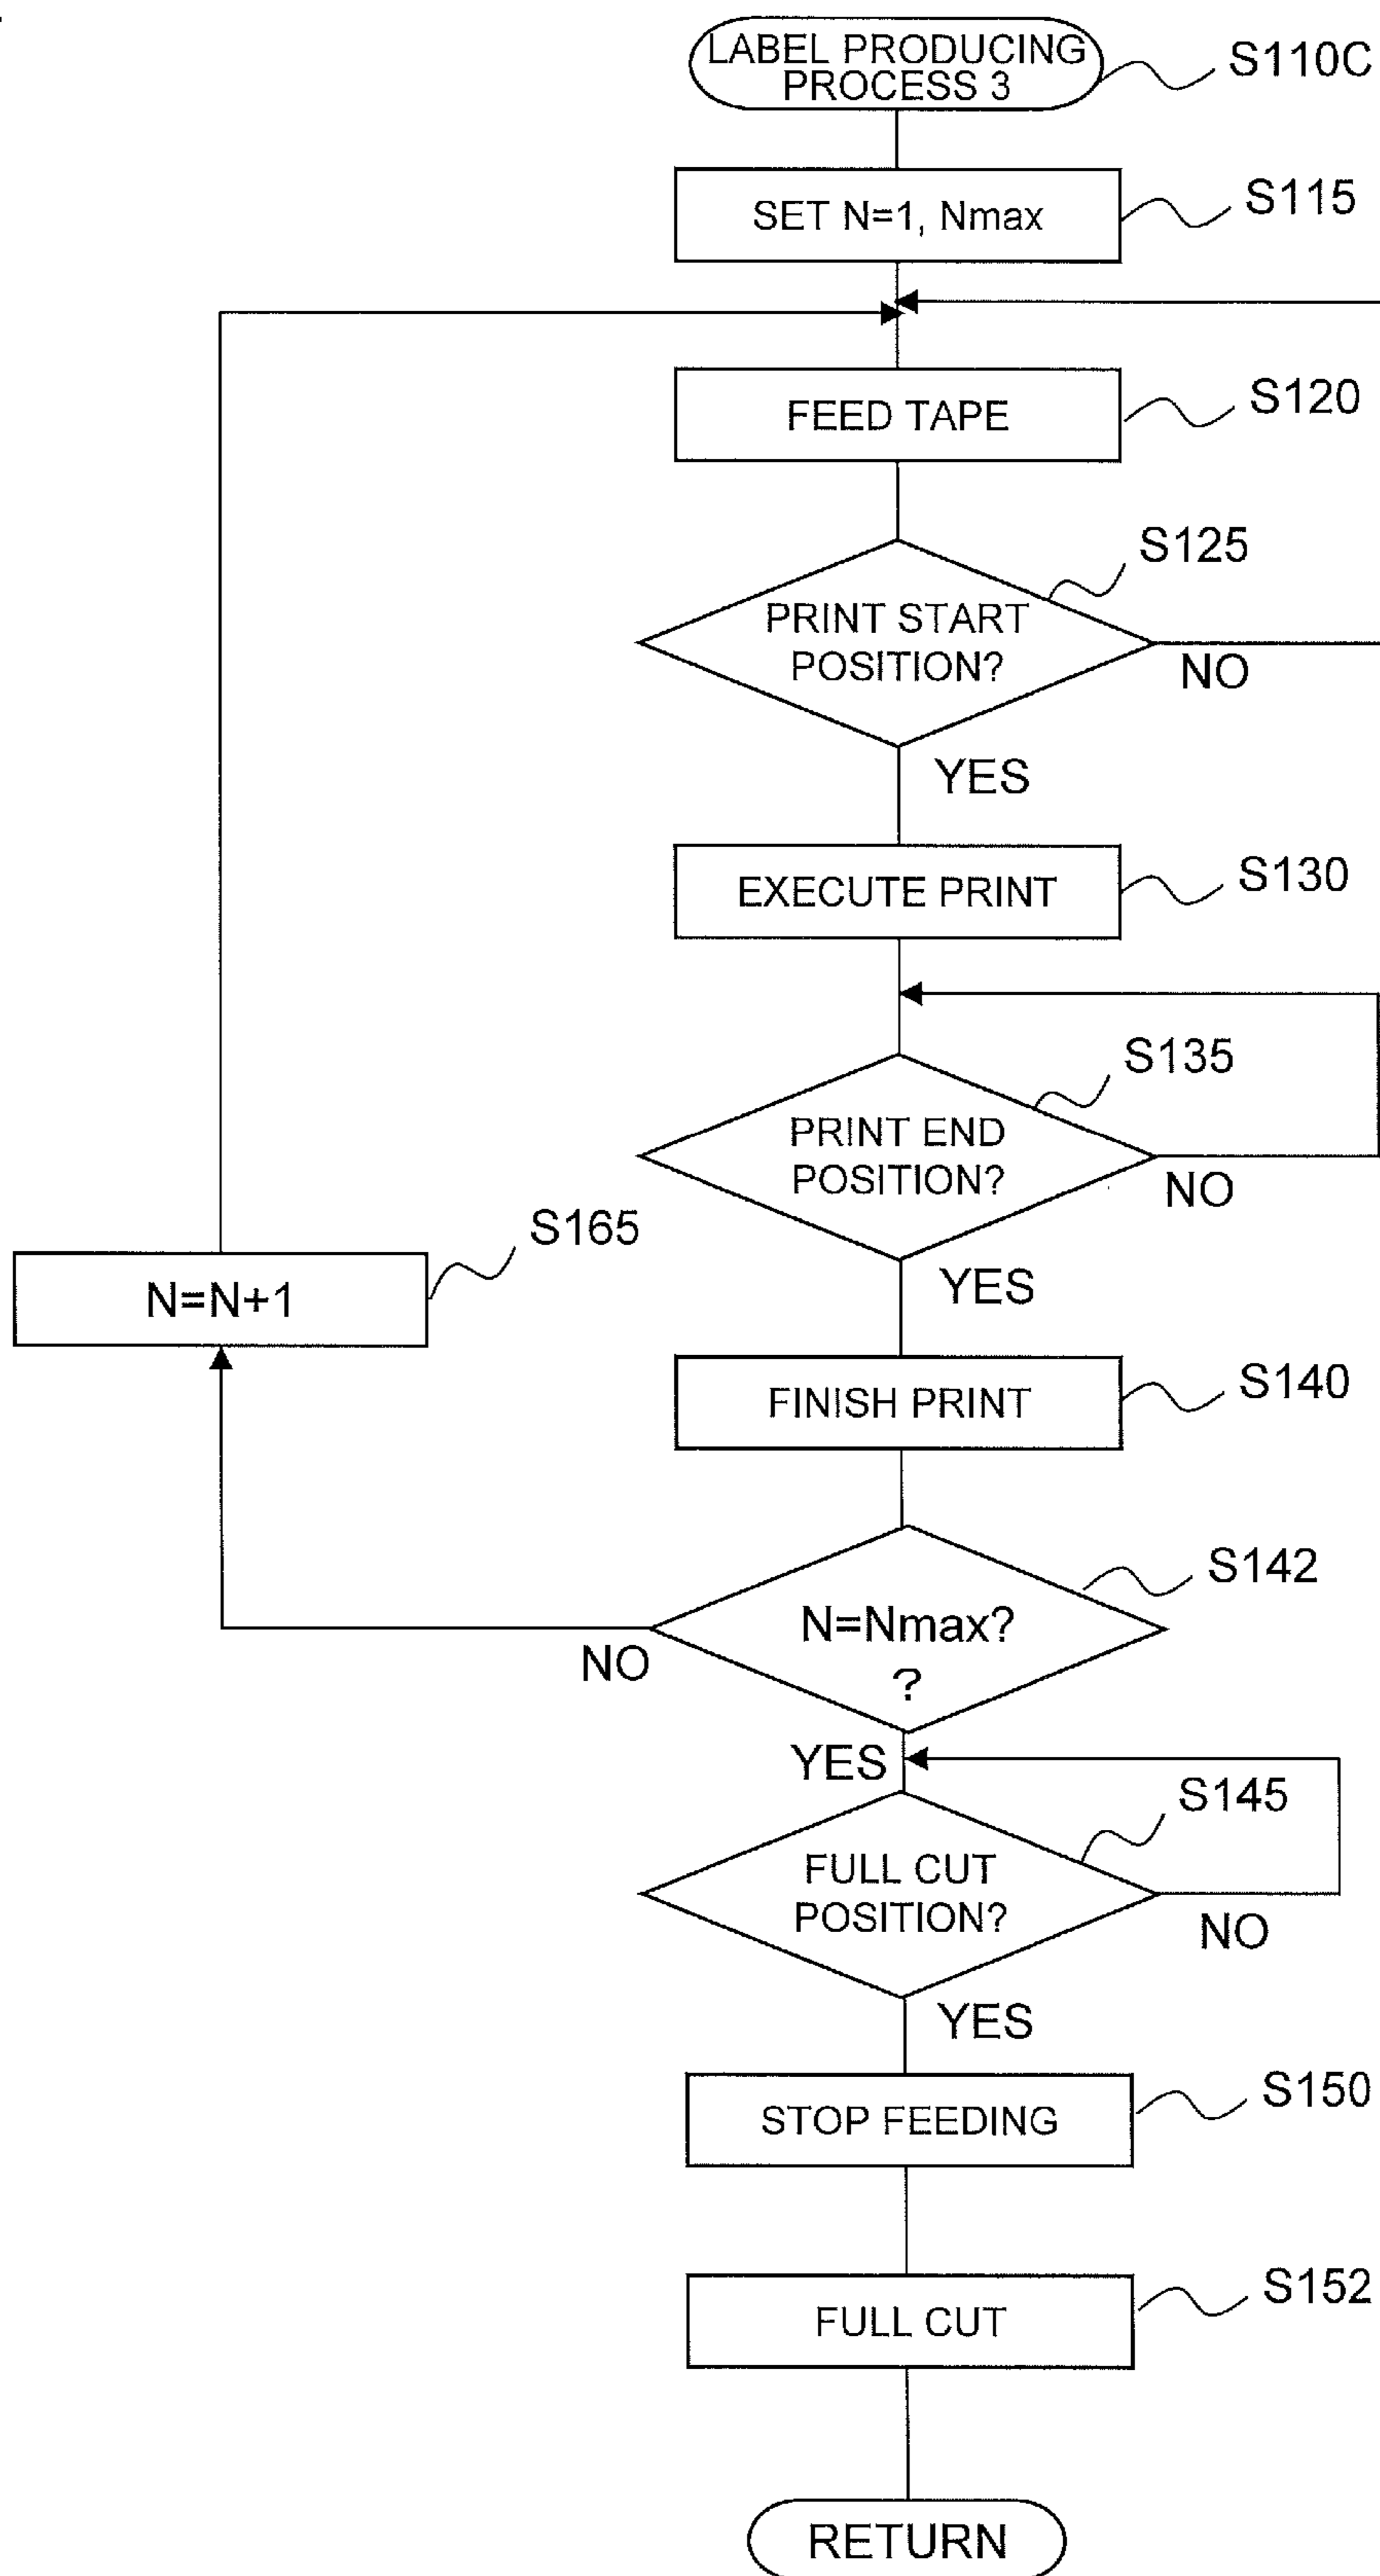 LABEL PRODUCING
PROCESS 3
S110C
SET N=1, Nmax
S115
FEED TAPE
S120
S125
PRINT START
POSITION?
NO
YES
EXECUTE PRINT
S130
S135
PRINT END
POSITION?
NO
YES
S165
N=N+1
FINISH PRINT
S140
S142
N=Nmax?
?
NO
YES
S145
FULL CUT
POSITION?
NO
YES
STOP FEEDING
S150
FULL CUT
S152
RETURN